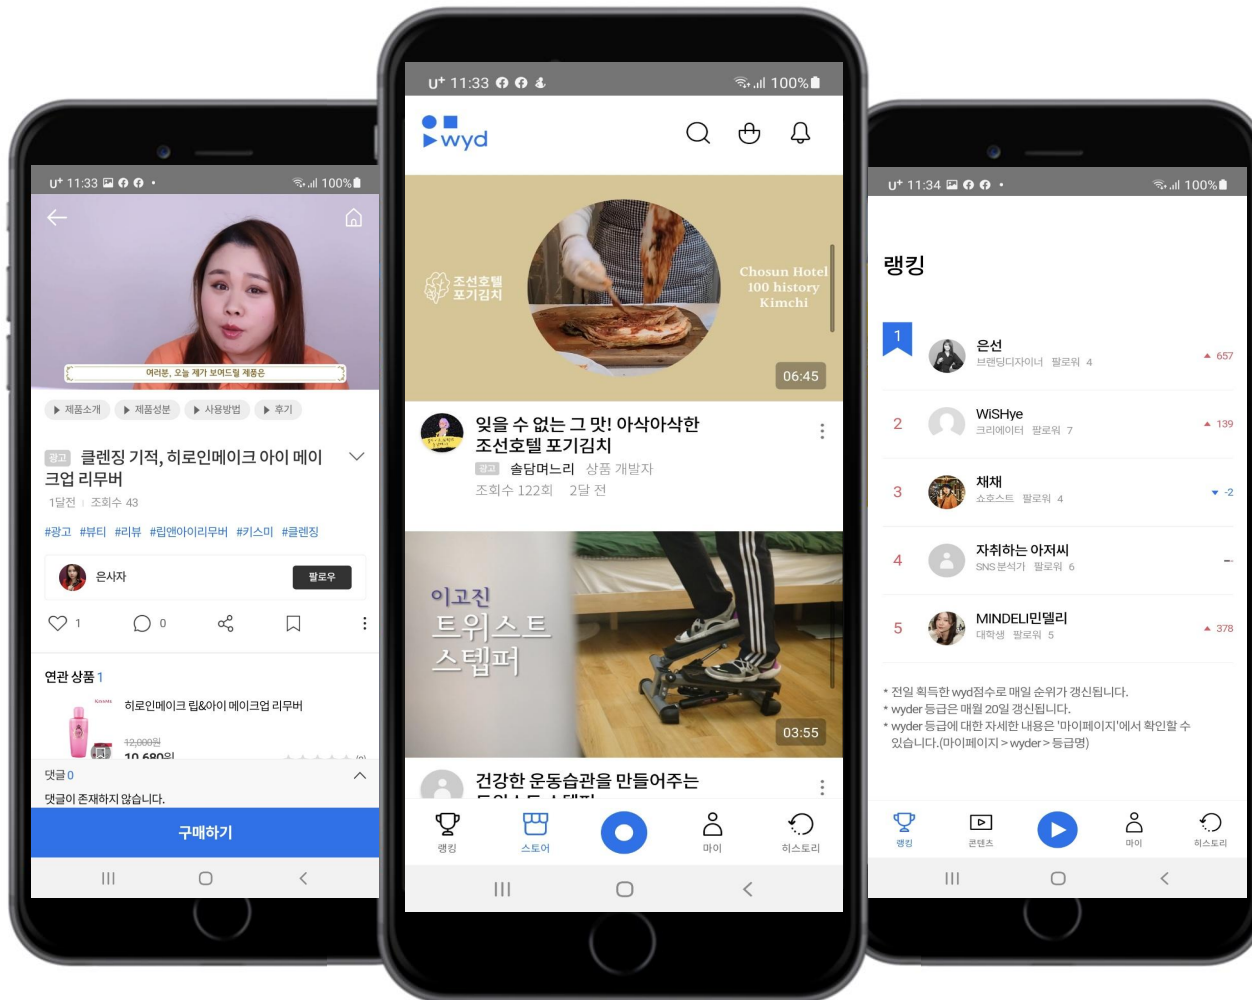 U+ 11:33
100%
여러분, 오늘 제가 보여드릴 제품은
제품소개 제품성분 사용방법 후기
광고 클렌징 기적, 히로인메이크 아이 메이
크업 리무버
1달전 조회수 43
#광고 #뷰티 #리뷰 #립앤아이리무버 #키스미 #클렌징
은사자 팔로우
1 0
연관 상품 1
히로인메이크 립&아이 메이크업 리무버
12,000원
10,680원
(0)
댓글 0
댓글이 존재하지 않습니다.
구매하기
U+ 11:33
100%
wyd
조선호텔
포기김치
Chosun Hotel
100 history
Kimchi
06:45
잊을 수 없는 그 맛! 아삭아삭한
조선호텔 포기김치
광고 솔담며느리 상품 개발자
조회수 122회 2달 전
이고진
트위스트
스텝퍼
03:55
건강한 운동습관을 만들어주는
트위스트 스텝퍼
랭킹 스토어 마이 히스토리
U+ 11:34
100%
랭킹
1
은선
브랜딩디자이너 팔로워 4
657
2
WiSHye
크리에이터 팔로워 7
139
3
채채
쇼호스트 팔로워 4
-2
4
자취하는 아저씨
SNS 분석가 팔로워 6
-
5
MINDELI민델리
대학생 팔로워 5
378
* 전일 획득한 wyd점수로 매일 순위가 갱신됩니다.
* wyder 등급은 매월 20일 갱신됩니다.
* wyder 등급에 대한 자세한 내용은 '마이페이지'에서 확인할 수
있습니다.(마이페이지 > wyder > 등급명)
랭킹 콘텐츠 마이 히스토리